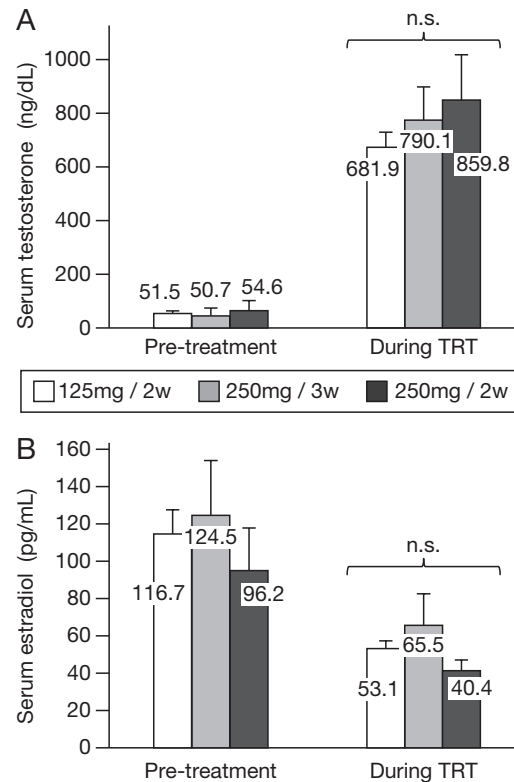 A
n.s.
Serum testosterone (ng/dL)
1000
800
600
400
200
0
51.5 50.7 54.6
681.9 790.1 859.8
Pre-treatment During TRT
125mg / 2w 250mg / 3w 250mg / 2w
B
n.s.
Serum estradiol (pg/mL)
160
140
120
100
80
60
40
20
0
116.7 124.5 96.2
53.1 65.5 40.4
Pre-treatment During TRT